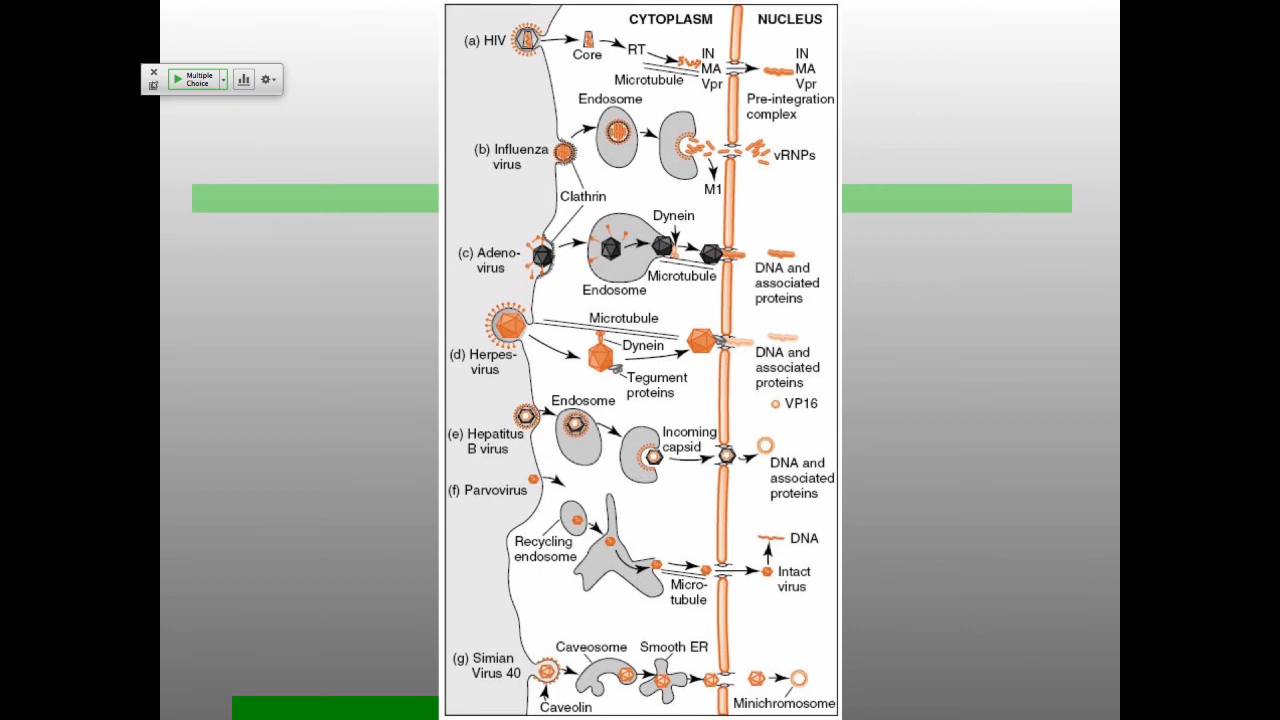 CYTOPLASM NUCLEUS
(a) HIV
Core
RT
IN
MA
Vpr
Microtubule
IN
MA
Vpr
Pre-integration
complex
Multiple
Choice
Endosome
(b) Influenza
virus
vRNPs
M1
Clathrin
Dynein
(c) Adeno-
virus
Microtubule
Endosome
DNA and
associated
proteins
Microtubule
Dynein
(d) Herpes-
virus
Tegument
proteins
DNA and
associated
proteins
VP16
Endosome
(e) Hepatitus
B virus
Incoming
capsid
DNA and
associated
proteins
(f) Parvovirus
Recycling
endosome
DNA
Intact
virus
Micro-
tubule
Caveosome
Smooth ER
(g) Simian
Virus 40
Caveolin
Minichromosome